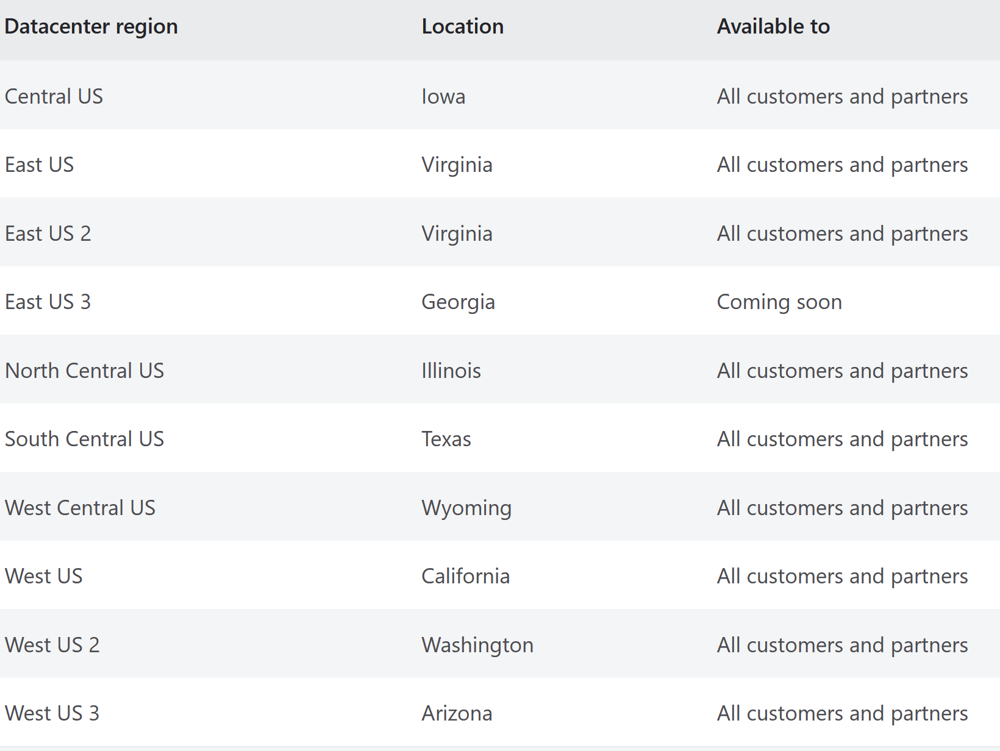 Datacenter region Location Available to
Central US Iowa All customers and partners
East US Virginia All customers and partners
East US 2 Virginia All customers and partners
East US 3 Georgia Coming soon
North Central US Illinois All customers and partners
South Central US Texas All customers and partners
West Central US Wyoming All customers and partners
West US California All customers and partners
West US 2 Washington All customers and partners
West US 3 Arizona All customers and partners